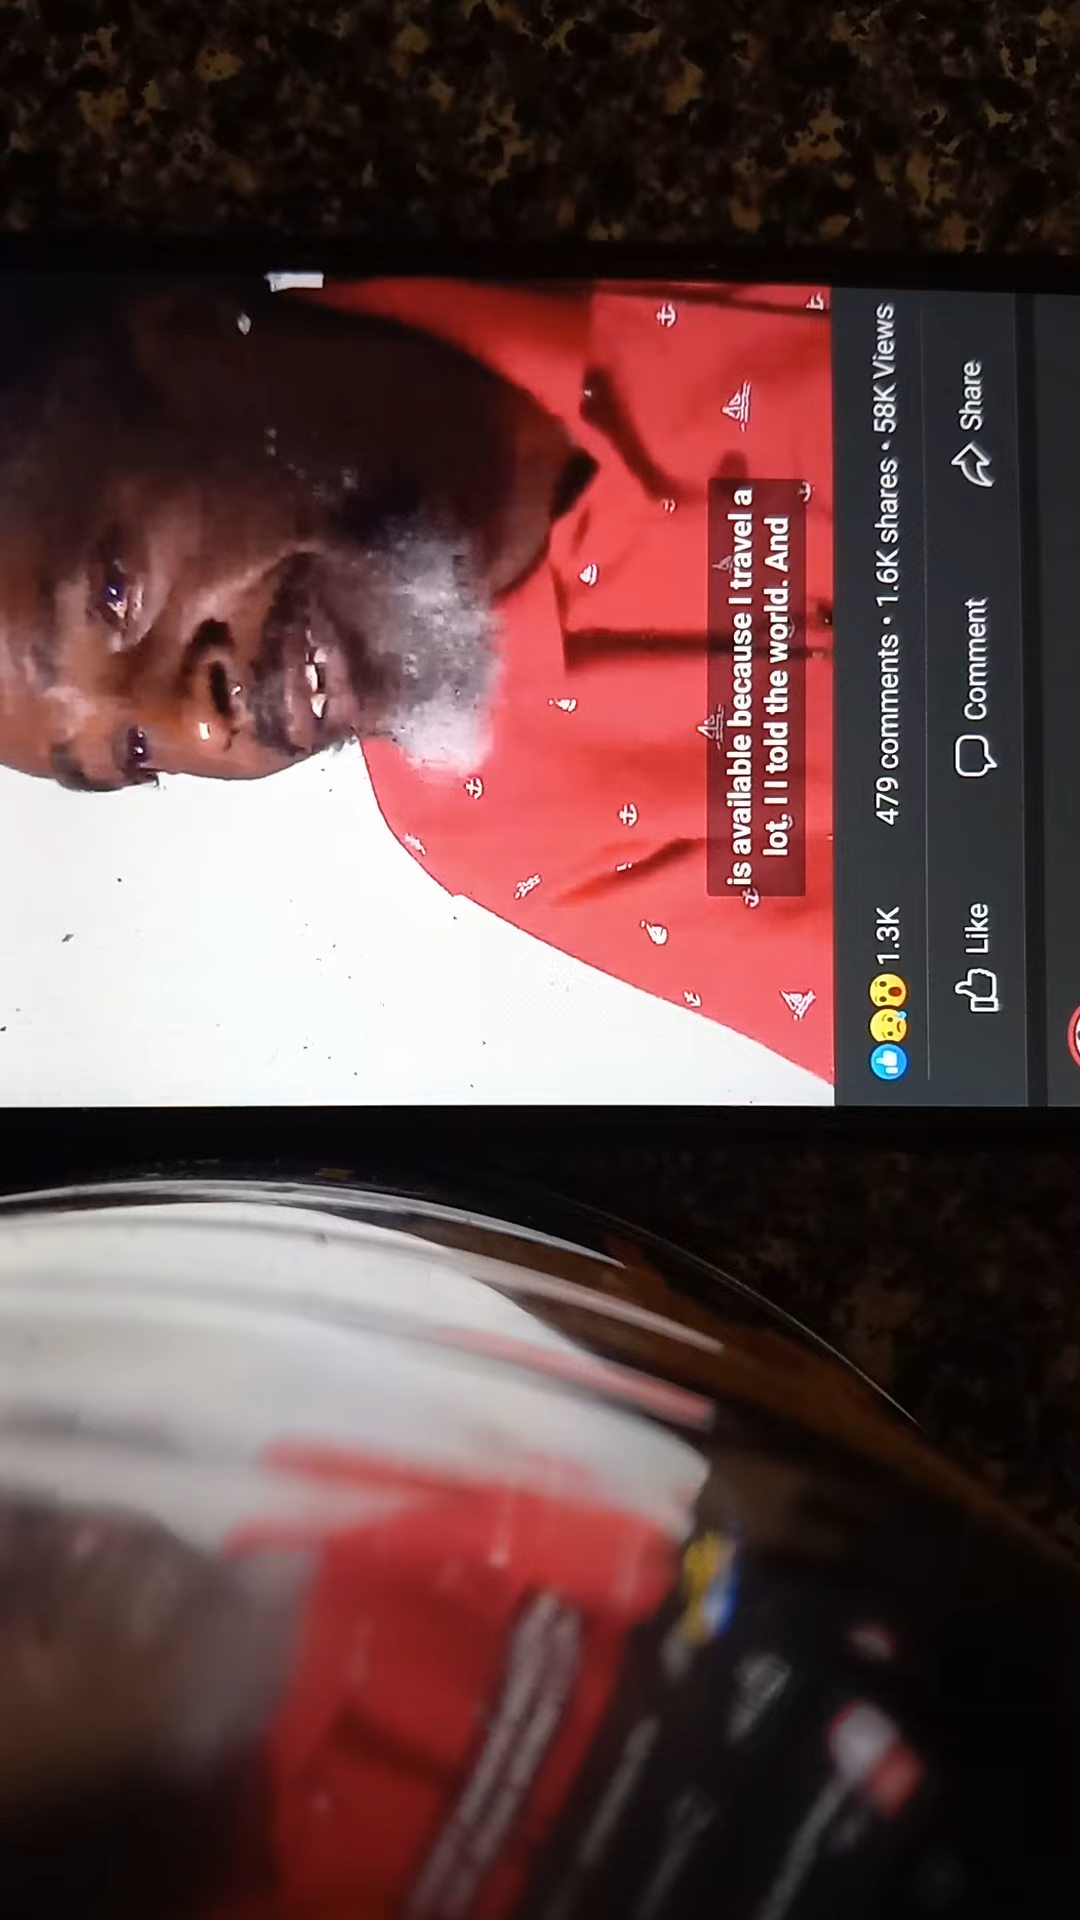 is available because I travel a
lot. I I told the world. And
1.3K
479 comments • 1.6K shares • 58K Views
Like
Comment
Share